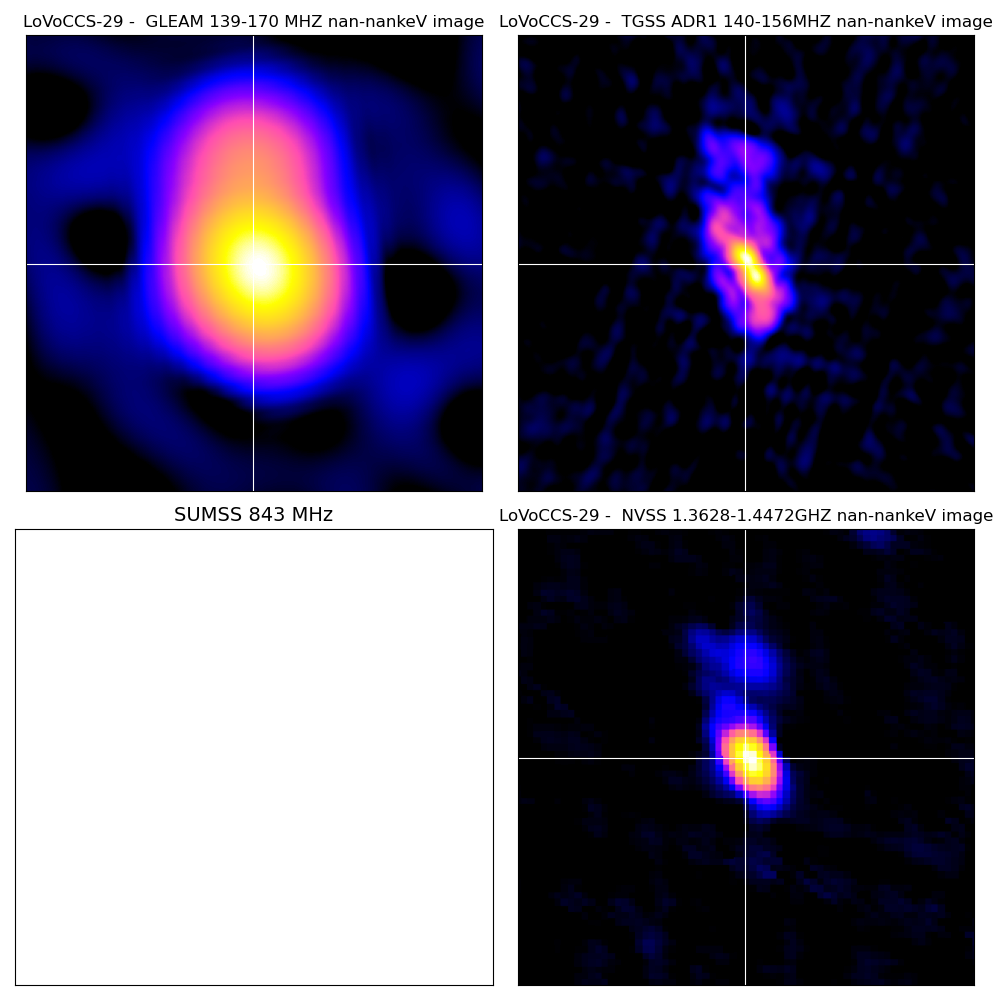 LoVoCCS-29 -  GLEAM 139-170 MHZ nan-nankeV image
LoVoCCS-29 -  TGSS ADR1 140-156MHZ nan-nankeV image
SUMSS 843 MHz
LoVoCCS-29 -  NVSS 1.3628-1.4472GHZ nan-nankeV image